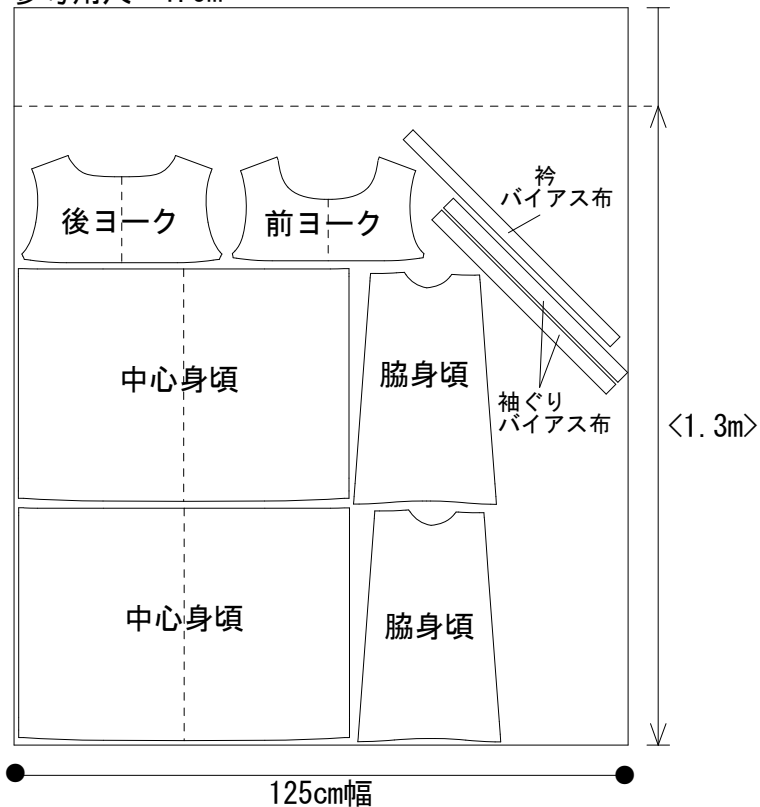 衿
バイアス布
後ヨーク
前ヨーク
中心身頃
脇身頃
袖ぐり
バイアス布
<1.3m>
中心身頃
脇身頃
125cm幅